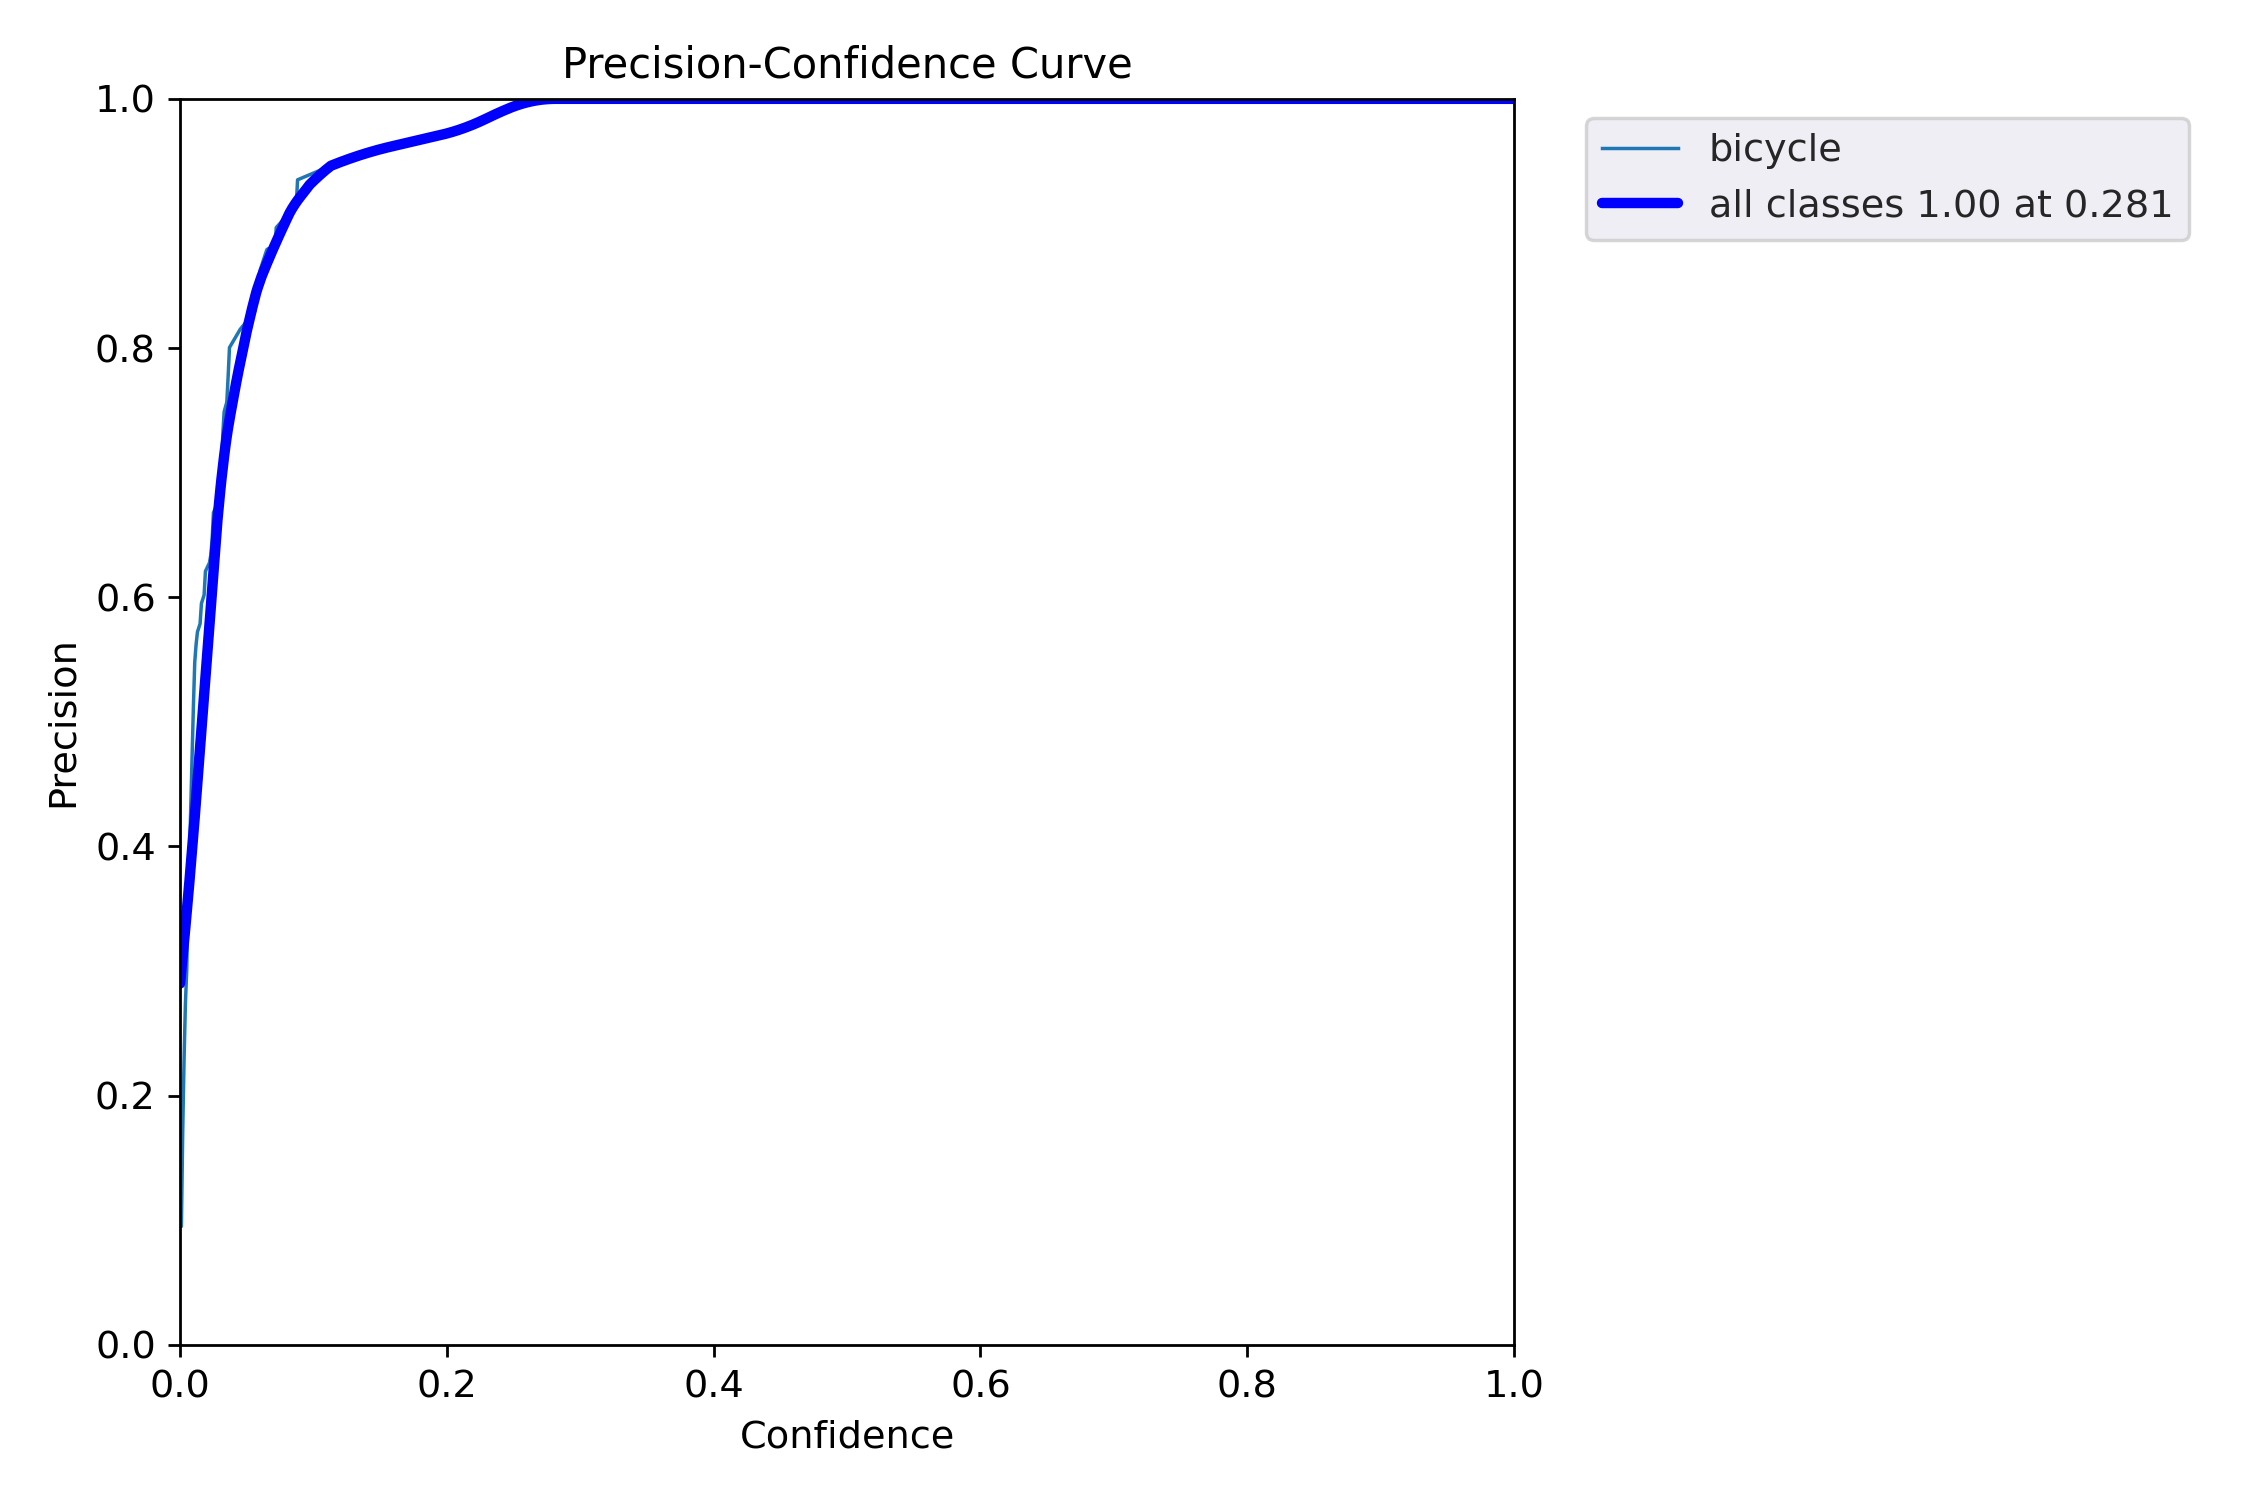 Precision-Confidence Curve
1.0
0.8
0.6
0.4
0.2
0.0
Precision
0.0 0.2 0.4 0.6 0.8 1.0
Confidence
bicycle
all classes 1.00 at 0.281